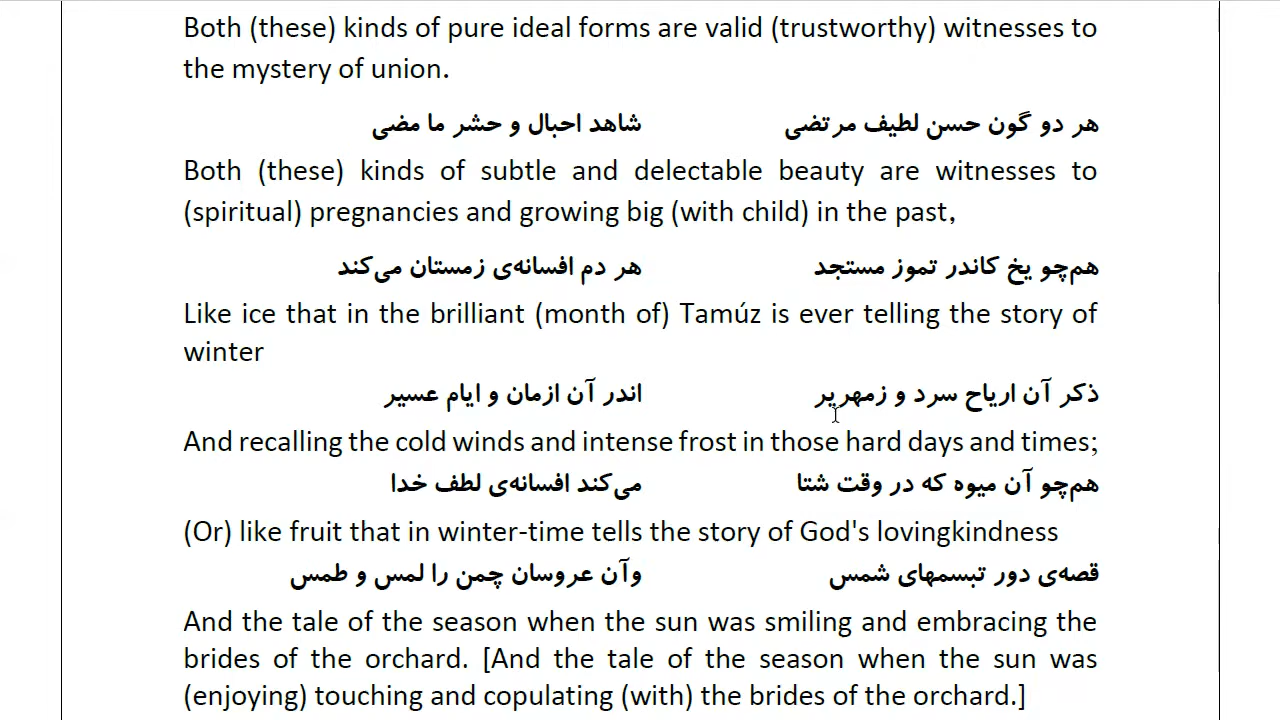 Both (these) kinds of pure ideal forms are valid (trustworthy) witnesses to
the mystery of union.
هر دو گون حسن لطیف مرتضی شاهد احبال و حشر ما مضی
Both (these) kinds of subtle and delectable beauty are witnesses to
(spiritual) pregnancies and growing big (with child) in the past,
هم‌چو یخ کاندر تموز مستجد هر دم افسانه‌ی زمستان می‌کند
Like ice that in the brilliant (month of) Tamúz is ever telling the story of
winter
ذکر آن اریاح سرد و زمهریر اندر آن ازمان و ایام عسیر
And recalling the cold winds and intense frost in those hard days and times;
هم‌چو آن میوه که در وقت شتا می‌کند افسانه‌ی لطف خدا
(Or) like fruit that in winter-time tells the story of God's lovingkindness
قصه‌ی دور تبسمهای شمس وآن عروسان چمن را لمس و طمس
And the tale of the season when the sun was smiling and embracing the
brides of the orchard. [And the tale of the season when the sun was
(enjoying) touching and copulating (with) the brides of the orchard.]